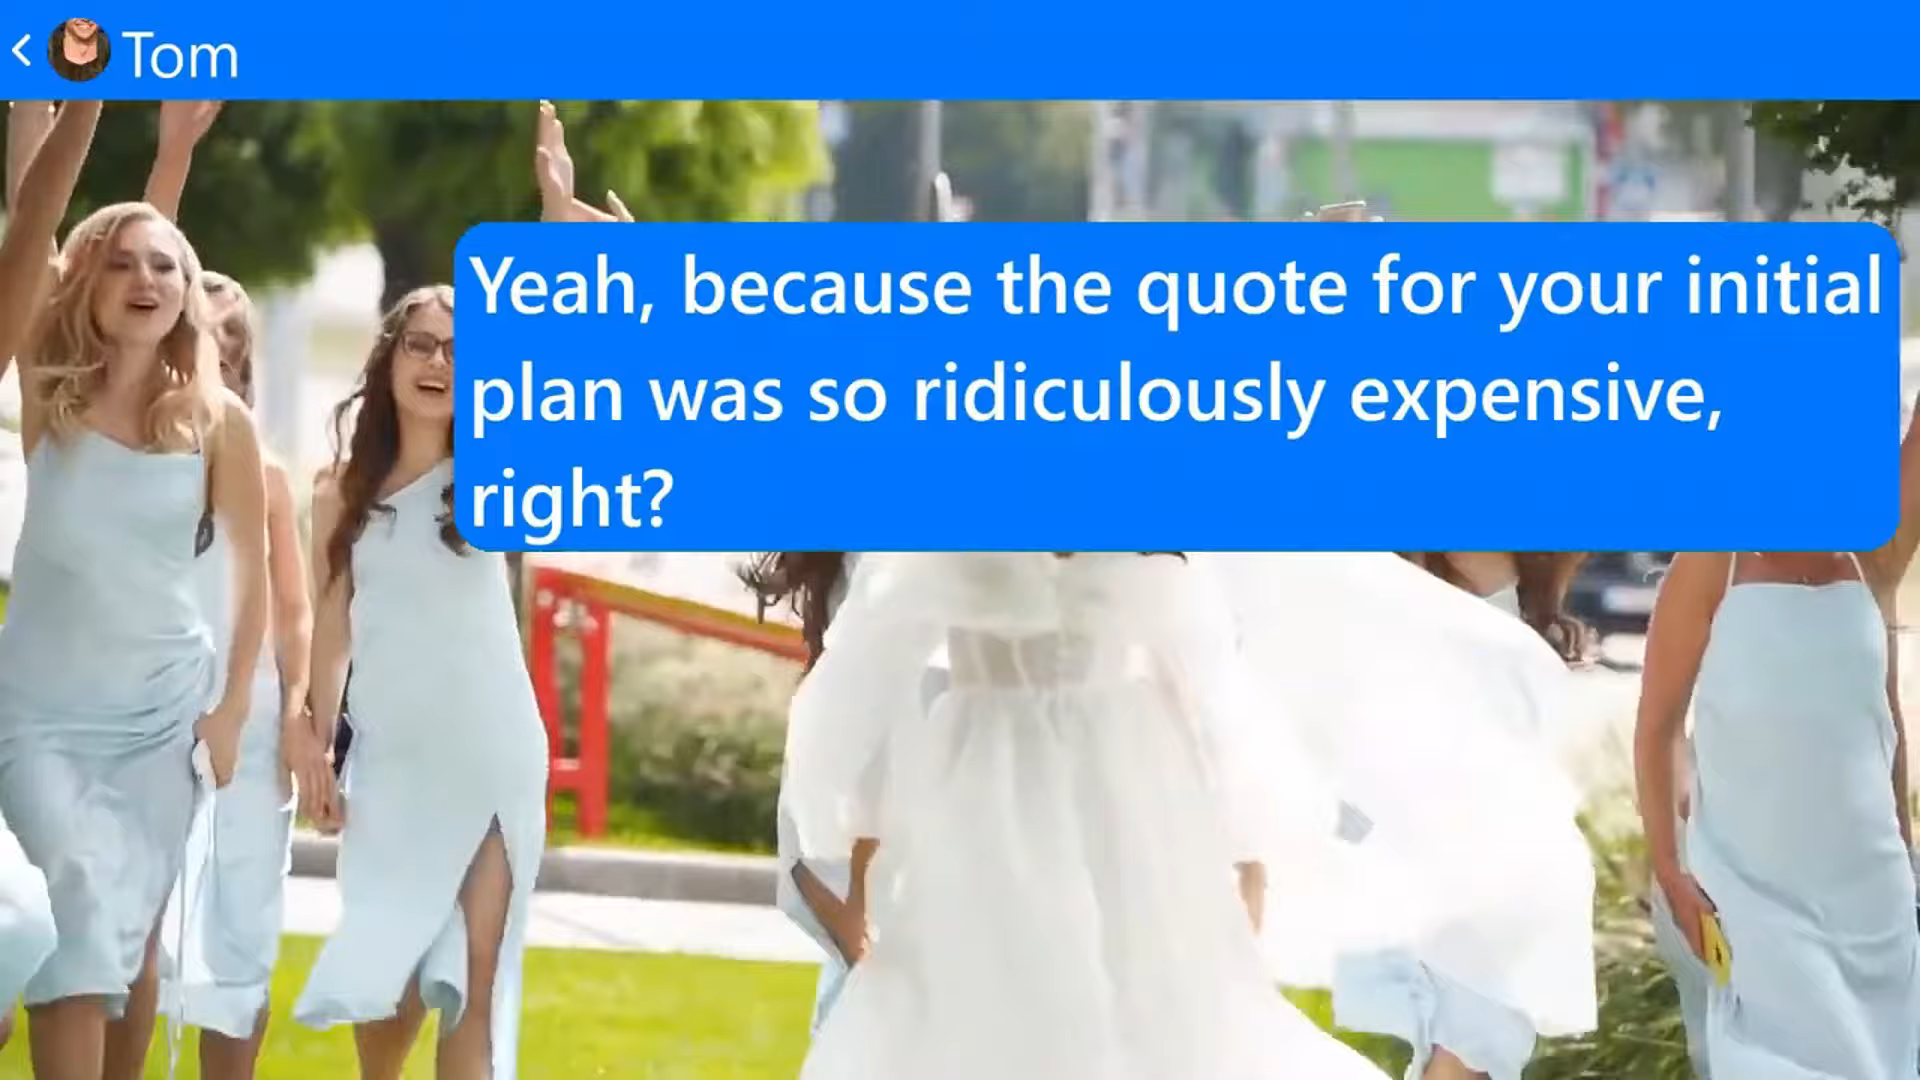 Tom
Yeah, because the quote for your initial
plan was so ridiculously expensive,
right?